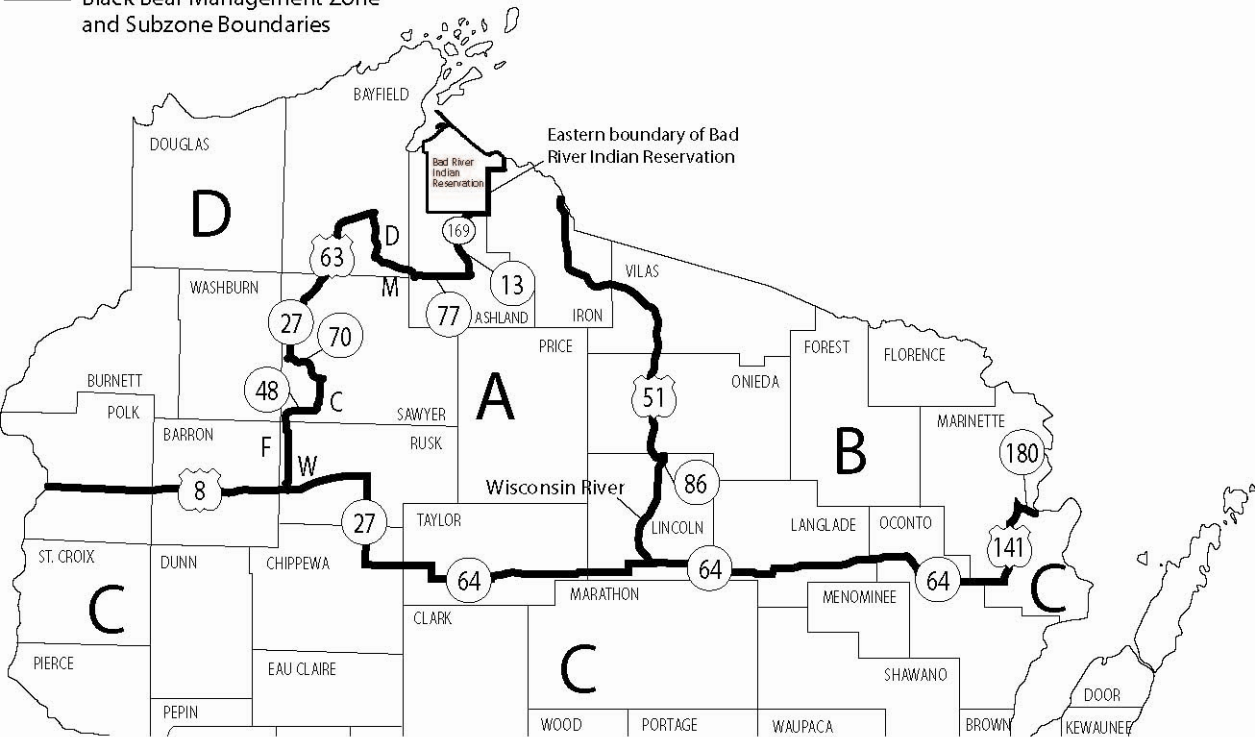 Black Bear Management Zone
and Subzone Boundaries
BAYFIELD
DOUGLAS
Eastern boundary of Bad
River Indian Reservation
Bad River
Indian
Reservation
D
169
D
63
M
13
VILAS
WASHBURN
77
ASHLAND
IRON
27
70
PRICE
FOREST
FLORENCE
BURNETT
48
C
A
51
ONIEDA
POLK
SAWYER
MARINETTE
BARRON
F
RUSK
B
180
W
8
Wisconsin River
86
27
TAYLOR
LINCOLN
LANGLADE
OCONTO
141
ST. CROIX
DUNN
CHIPPEWA
64
64
64
C
C
MARATHON
MENOMINEE
CLARK
PIERCE
EAU CLAIRE
C
SHAWANO
DOOR
PEPIN
WOOD
PORTAGE
WAUPACA
BROWN
KEWAUNEE